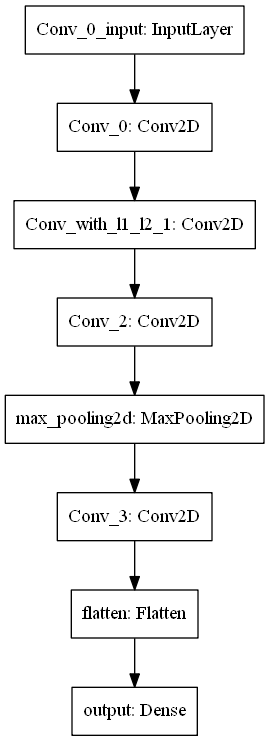 Conv_0_input: InputLayer
Conv_0: Conv2D
Conv_with_l1_l2_1: Conv2D
Conv_2: Conv2D
max_pooling2d: MaxPooling2D
Conv_3: Conv2D
flatten: Flatten
output: Dense